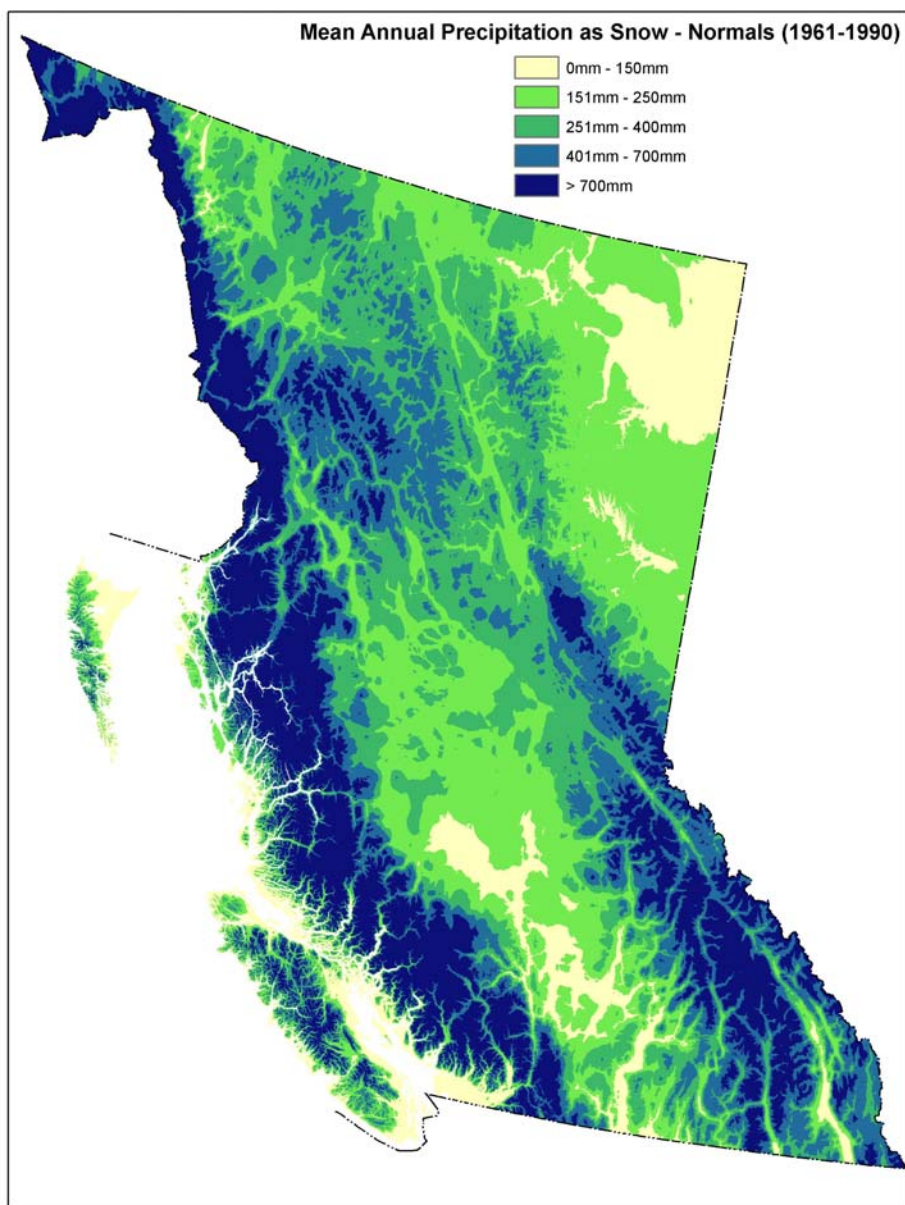 Mean Annual Precipitation as Snow - Normals (1961-1990)
0mm - 150mm
151mm - 250mm
251mm - 400mm
401mm - 700mm
> 700mm